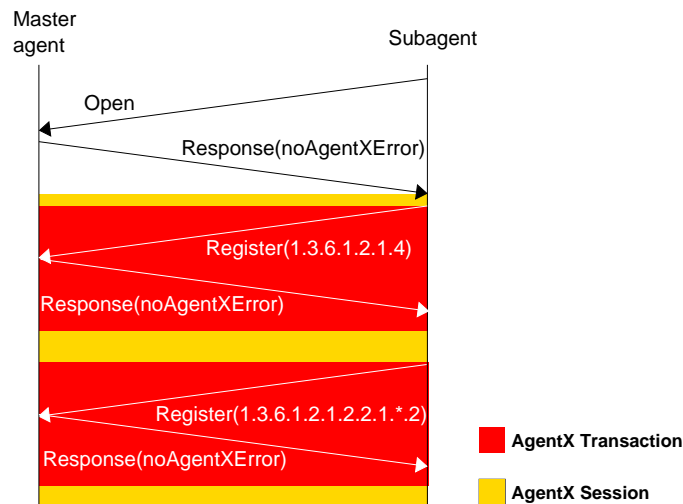 Master
agent
Subagent
Open
Response(noAgentXError)
Register(1.3.6.1.2.1.4)
Response(noAgentXError)
Register(1.3.6.1.2.1.2.2.1.*.2)
Response(noAgentXError)
AgentX Transaction
AgentX Session